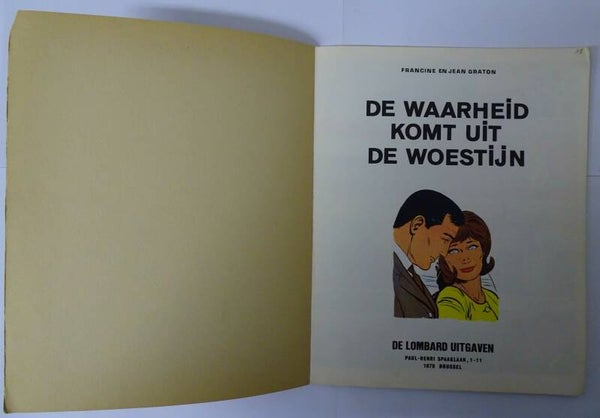 FRANCINE EN JEAN GRATON
DE WAARHEID
KOMT UIT
DE WOESTIJN
DE LOMBARD UITGAVEN
PAUL-HENRI SPAAKLAAN, 1-11
1070 BRUSSEL